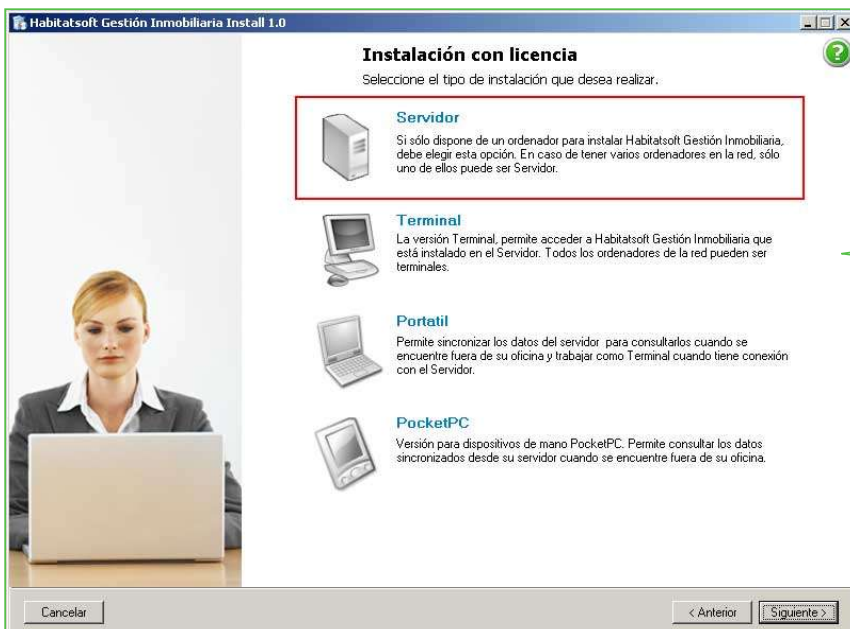 Habitatsoft Gestión Inmobiliaria Install 1.0
Instalación con licencia
Seleccione el tipo de instalación que desea realizar.
Servidor
Si sólo dispone de un ordenador para instalar Habitatsoft Gestión Inmobiliaria,
debe elegir esta opción. En caso de tener varios ordenadores en la red, sólo
uno de ellos puede ser Servidor.
Terminal
La versión Terminal, permite acceder a Habitatsoft Gestión Inmobiliaria que
está instalado en el Servidor. Todos los ordenadores de la red pueden ser
terminales.
Portatil
Permite sincronizar los datos del servidor para consultarlos cuando se
encuentre fuera de su oficina y trabajar como Terminal cuando tiene conexión
con el Servidor.
PocketPC
Versión para dispositivos de mano PocketPC. Permite consultar los datos
sincronizados desde su servidor cuando se encuentre fuera de su oficina.
Cancelar
< Anterior
Siguiente >